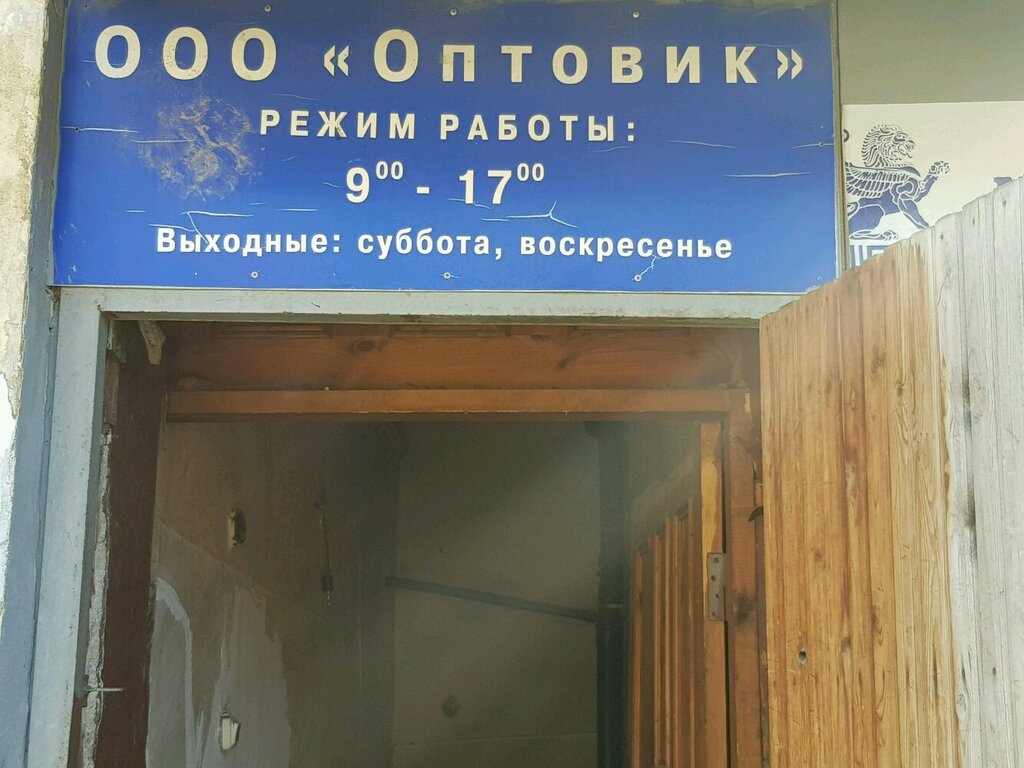 ООО «Оптовик»
РЕЖИМ РАБОТЫ:
9⁰⁰ - 17⁰⁰
Выходные: суббота, воскресенье